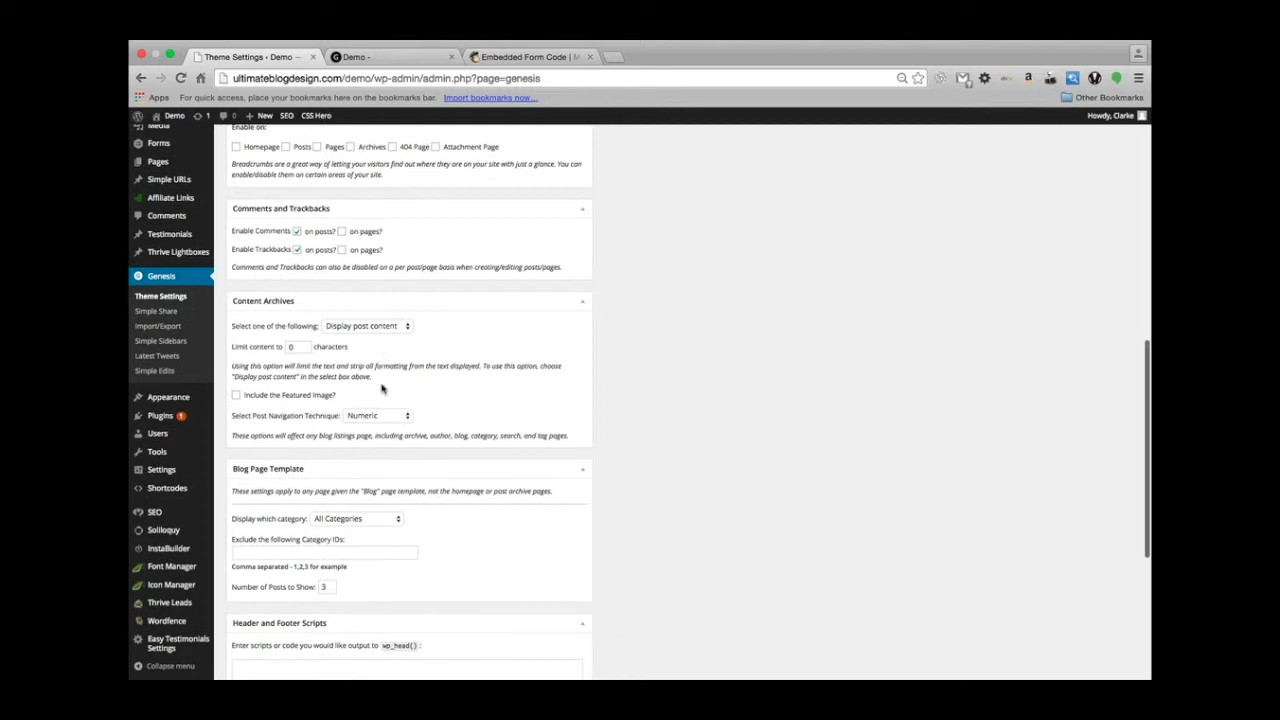 Theme Settings ‹ Demo —
Demo -
Embedded Form Code | M
ultimateblogdesign.com/demo/wp-admin/admin.php?page=genesis
Apps
For quick access, place your bookmarks here on the bookmarks bar. Import bookmarks now...
Other Bookmarks
Demo
1
0
New
SEO
CSS Hero
Howdy, Clarke
Media
Forms
Pages
Simple URLs
Affiliate Links
Comments
Testimonials
Thrive Lightboxes
Genesis
Theme Settings
Simple Share
Import/Export
Simple Sidebars
Latest Tweets
Simple Edits
Appearance
Plugins 1
Users
Tools
Settings
Shortcodes
SEO
Soliloquy
InstaBuilder
Font Manager
Icon Manager
Thrive Leads
Wordfence
Easy Testimonials
Settings
Collapse menu
Enable on:
Homepage Posts Pages Archives 404 Page Attachment Page
Breadcrumbs are a great way of letting your visitors find out where they are on your site with just a glance. You can
enable/disable them on certain areas of your site.
Comments and Trackbacks
Enable Comments on posts? on pages?
Enable Trackbacks on posts? on pages?
Comments and Trackbacks can also be disabled on a per post/page basis when creating/editing posts/pages.
Content Archives
Select one of the following: Display post content
Limit content to 0 characters
Using this option will limit the text and strip all formatting from the text displayed. To use this option, choose
"Display post content" in the select box above.
Include the Featured Image?
Select Post Navigation Technique: Numeric
These options will affect any blog listings page, including archive, author, blog, category, search, and tag pages.
Blog Page Template
These settings apply to any page given the "Blog" page template, not the homepage or post archive pages.
Display which category: All Categories
Exclude the following Category IDs:
Comma separated - 1,2,3 for example
Number of Posts to Show: 3
Header and Footer Scripts
Enter scripts or code you would like output to wp_head() :